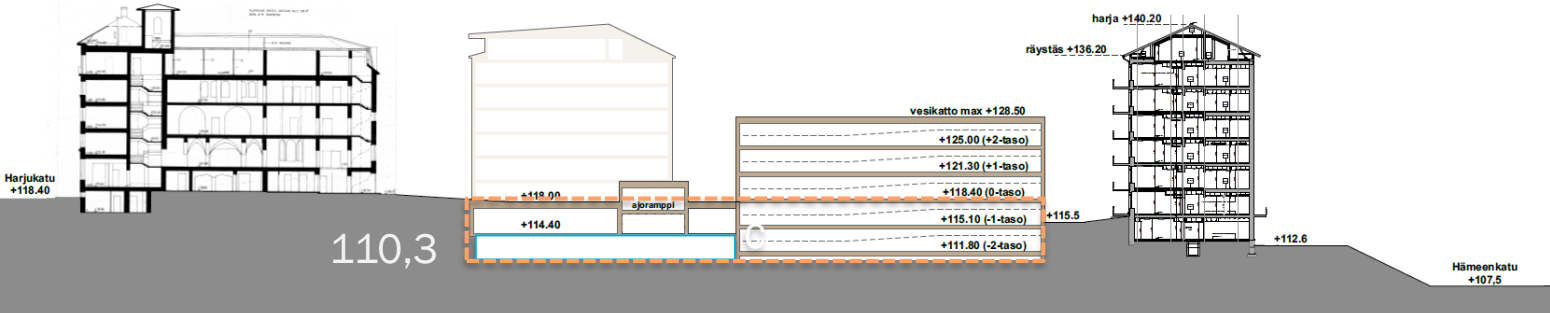 harja +140.20
räystäs +136.20
vesikatto max +128.50
+125.00 (+2-taso)
+121.30 (+1-taso)
Harjukatu
+118.40
+118.00
+118.40 (0-taso)
ajoramppi
+114.40
+115.10 (-1-taso)
+115.5
110,3
+111.80 (-2-taso)
+112.6
Hämeenkatu
+107,5